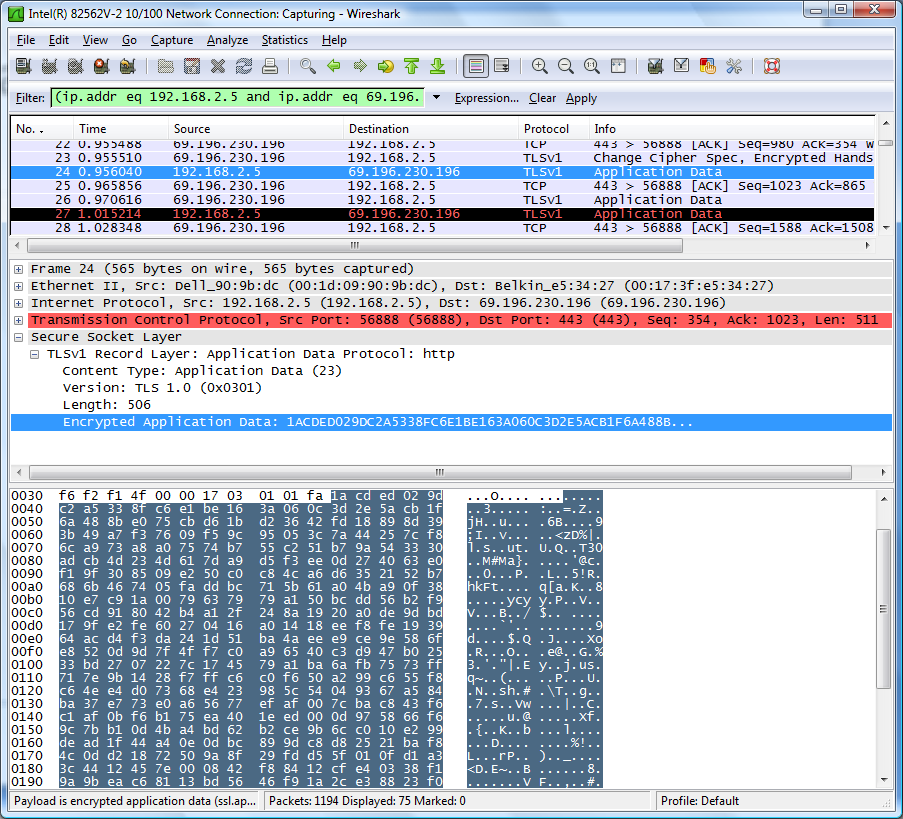 Intel(R) 82562V-2 10/100 Network Connection: Capturing - Wireshark
File Edit View Go Capture Analyze Statistics Help
Filter: (ip.addr eq 192.168.2.5 and ip.addr eq 69.196. Expression... Clear Apply
No. . Time Source Destination Protocol Info
22 0.955488 69.196.230.196 192.168.2.5 TCP 443 > 56888 [ACK] Seq=980 Ack=354 W
23 0.955510 69.196.230.196 192.168.2.5 TLSv1 Change Cipher Spec, Encrypted Hands
24 0.956040 192.168.2.5 69.196.230.196 TLSv1 Application Data
25 0.965856 69.196.230.196 192.168.2.5 TCP 443 > 56888 [ACK] Seq=1023 Ack=865
26 0.970616 69.196.230.196 192.168.2.5 TLSv1 Application Data
27 1.015214 192.168.2.5 69.196.230.196 TLSv1 Application Data
28 1.028348 69.196.230.196 192.168.2.5 TCP 443 > 56888 [ACK] Seq=1588 Ack=1508
Frame 24 (565 bytes on wire, 565 bytes captured)
Ethernet II, Src: Dell_90:9b:dc (00:1d:09:90:9b:dc), Dst: Belkin_e5:34:27 (00:17:3f:e5:34:27)
Internet Protocol, Src: 192.168.2.5 (192.168.2.5), Dst: 69.196.230.196 (69.196.230.196)
Transmission Control Protocol, Src Port: 56888 (56888), Dst Port: 443 (443), Seq: 354, Ack: 1023, Len: 511
Secure Socket Layer
TLSv1 Record Layer: Application Data Protocol: http
Content Type: Application Data (23)
Version: TLS 1.0 (0x0301)
Length: 506
Encrypted Application Data: 1ACDED029DC2A5338FC6E1BE163A060C3D2E5ACB1F6A488B...
0030 f6 f2 f1 4f 00 00 17 03 01 01 fa 1a cd ed 02 9d ...O.... ........
0040 c2 a5 33 8f c6 e1 be 16 3a 06 0c 3d 2e 5a cb 1f ..3..... :..=.Z..
0050 6a 48 8b e0 75 cb d6 1b d2 36 42 fd 18 89 8d 39 jH..u... .6B....9
0060 3b 49 a7 f3 76 09 f5 9c 95 05 3c 7a 44 25 7c f8 ;I..v... ..<zD%|.
0070 6c a9 73 a8 a0 75 74 b7 55 c2 51 b7 9a 54 33 30 l.s..ut. U.Q..T30
0080 ad cb 4d 23 4d 61 7d a9 d5 f3 ee 0d 27 40 63 e0 ..M#Ma}. ....'@c.
0090 f1 9f 30 85 09 e2 50 c0 c8 4c a6 d6 35 21 52 b7 ..0...P. .L..5!R.
00a0 68 6b 46 74 05 fa dd bc 71 5b 61 a0 4b a9 0f 38 hkFt.... q[a.K..8
00b0 10 e7 c9 1a 00 79 63 79 79 a1 50 bc dd 56 b2 f9 .....ycy y.P..V..
00c0 56 cd 91 80 42 b4 a1 2f 24 8a 19 20 a0 de 9d bd V...B../ $.. ....
00d0 17 9f e2 fe 60 27 04 16 a0 14 18 ee f8 fe 19 39 ....`'.. .......9
00e0 64 ac d4 f3 da 24 1d 51 ba 4a ee e9 ce 9e 58 6f d....$.Q .J....Xo
00f0 e8 52 0d 9d 7f 4f f7 c0 a9 65 40 c3 d9 47 b0 25 .R...O.. .e@..G.%
0100 33 bd 27 07 22 7c 17 45 79 a1 ba 6a fb 75 73 ff 3.'."|.E y..j.us.
0110 71 7e 9b 14 28 f7 ff c6 c0 f6 50 a2 99 c6 55 f8 q~..(... ..P...U.
0120 c6 4e e4 d0 73 68 e4 23 98 5c 54 04 93 67 a5 84 .N..sh.# .\T..g..
0130 ba 37 e7 73 e0 a6 56 77 ef af 00 7c ba c8 43 f6 .7.s..Vw ...|..C.
0140 c1 af 0b f6 b1 75 ea 40 1e ed 00 0d 97 58 66 f6 .....u.@ .....Xf.
0150 9c 7b b1 0d 4b a4 bd 62 b2 ce 9b 6c c0 10 e2 99 .{..K..b ...l....
0160 de ad 1f 44 a4 0e 0d bc 89 9d c8 d8 25 21 ba f8 ...D.... ....%!..
0170 4c 0d d2 18 72 50 9a 8f 29 fd d5 5f 01 0f d1 a3 L...rP.. ).._....
0180 3c 44 12 45 7e 00 08 42 f8 84 12 cf e4 03 38 f1 <D.E~..B ......8.
0190 9a 9b ea c6 81 13 bd 56 46 f9 1a 2c e3 88 23 f0 .......V F..,..#.
Payload is encrypted application data (ssl.ap... Packets: 1194 Displayed: 75 Marked: 0 Profile: Default